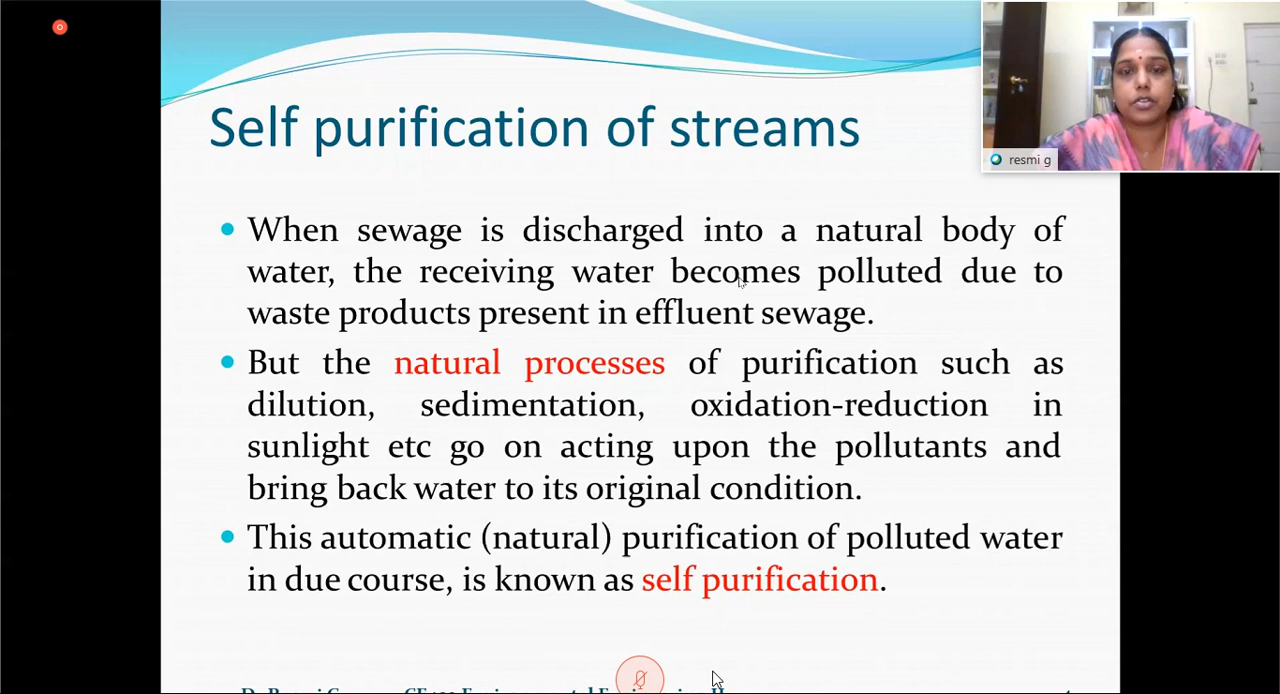 Self purification of streams
resmi g
When sewage is discharged into a natural body of
water, the receiving water becomes polluted due to
waste products present in effluent sewage.
But the natural processes of purification such as
dilution, sedimentation, oxidation-reduction in
sunlight etc go on acting upon the pollutants and
bring back water to its original condition.
This automatic (natural) purification of polluted water
in due course, is known as self purification.